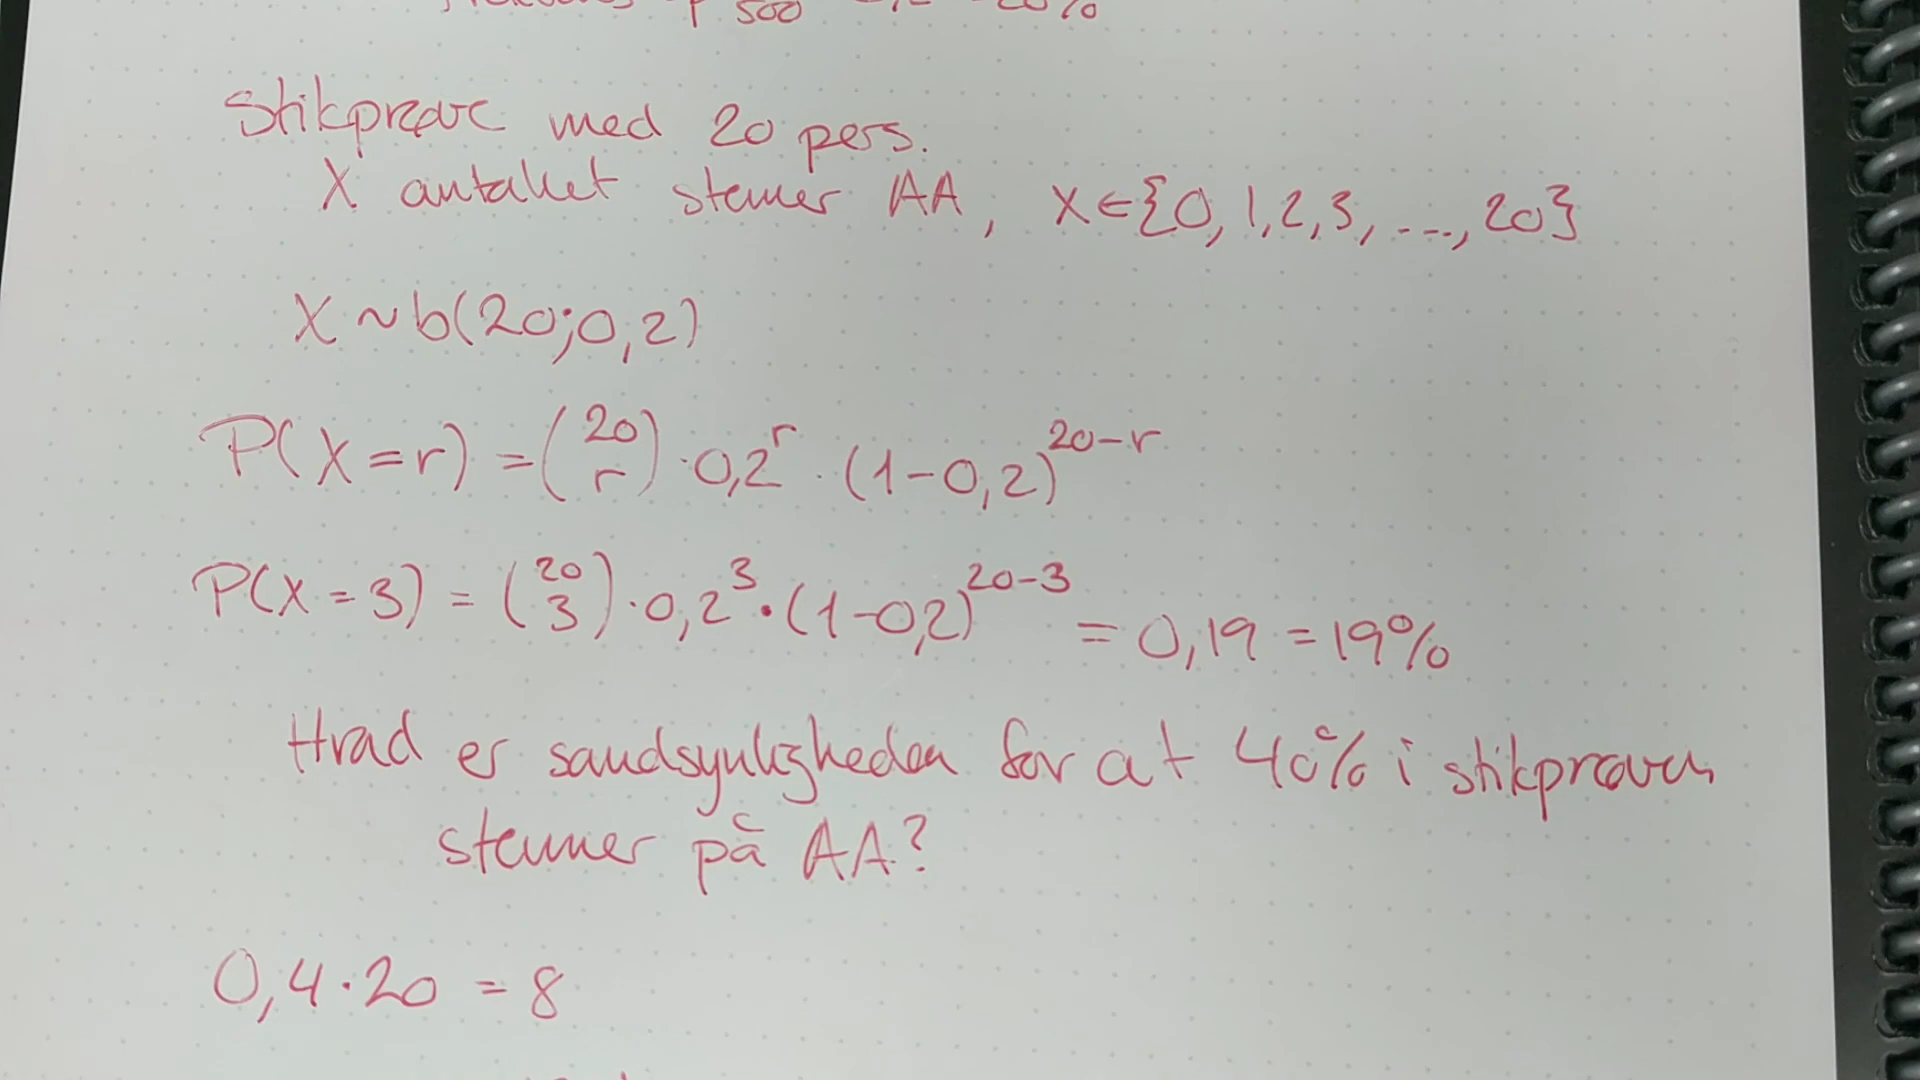 p 500
20%
Stikprøve med 20 pers.
X antallet stemmer AA, X∈{0,1,2,3,...,20}
X~b(20;0,2)
P(X=r) = (20 r) · 0,2^r · (1-0,2)^20-r
P(X=3) = (20 3) · 0,2^3 · (1-0,2)^20-3 = 0,19 = 19%
Hvad er sandsynligheden for at 40% i stikprøven
stemmer på AA?
0,4·20 = 8